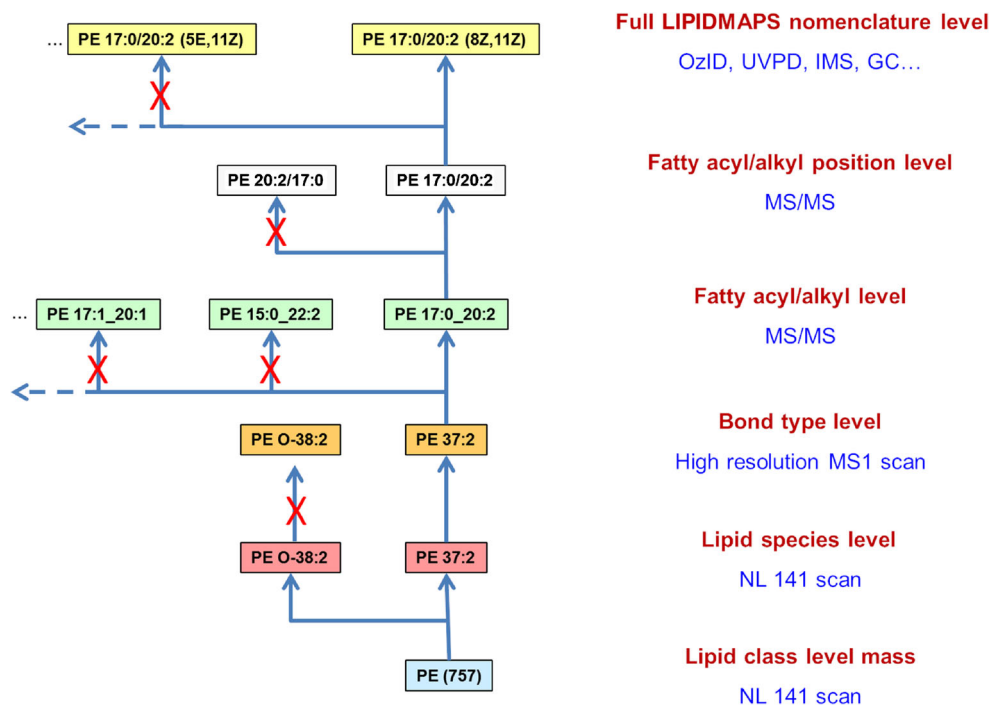 Full LIPIDMAPS nomenclature level
... PE 17:0/20:2 (5E,11Z) PE 17:0/20:2 (8Z,11Z)
OzID, UVPD, IMS, GC...
X
Fatty acyl/alkyl position level
PE 20:2/17:0 PE 17:0/20:2
MS/MS
X
Fatty acyl/alkyl level
... PE 17:1_20:1 PE 15:0_22:2 PE 17:0_20:2
MS/MS
X X
Bond type level
PE O-38:2 PE 37:2
High resolution MS1 scan
X
Lipid species level
PE O-38:2 PE 37:2
NL 141 scan
Lipid class level mass
PE (757)
NL 141 scan